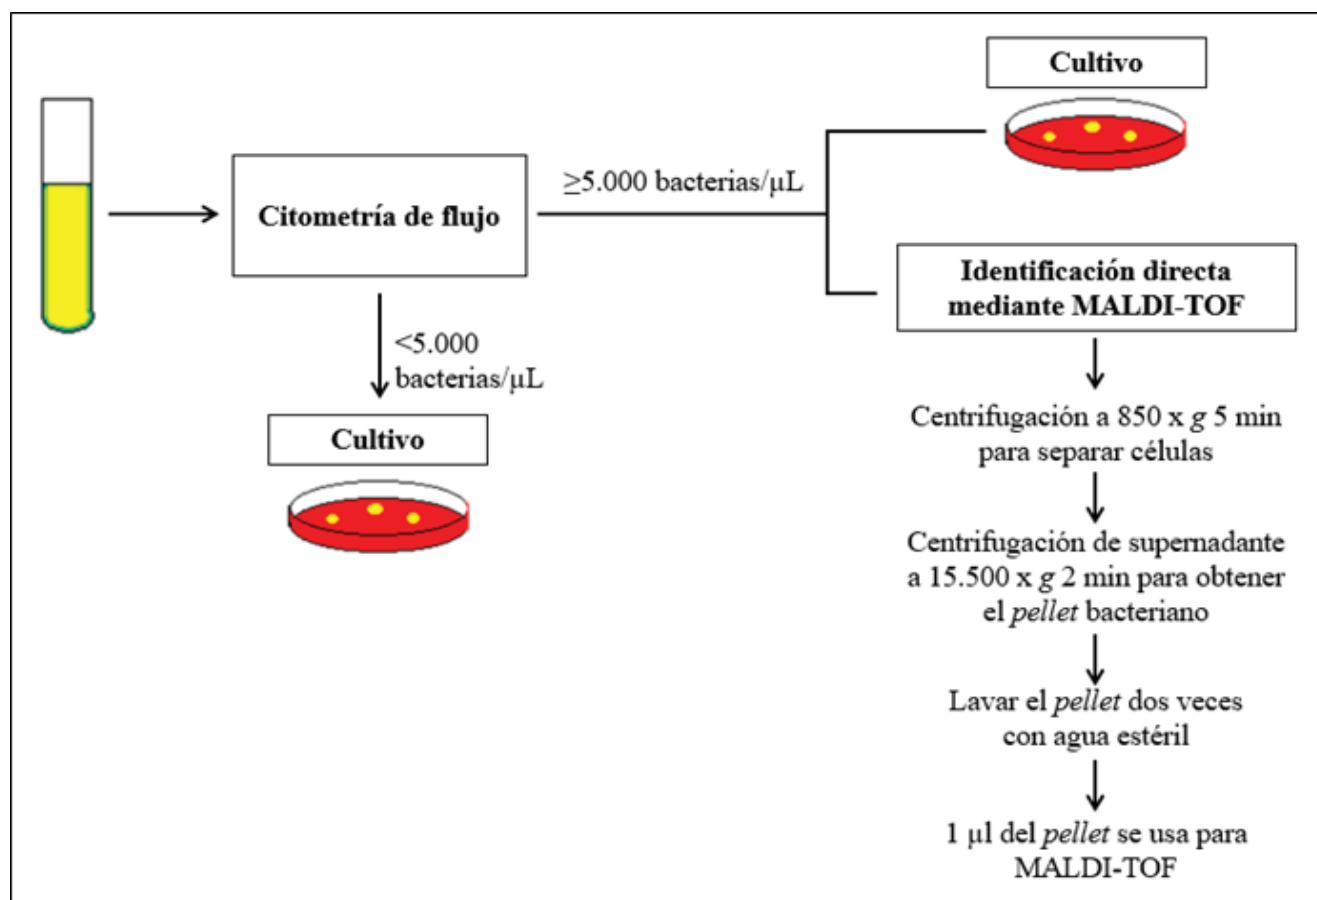 Cultivo
Citometría de flujo
≥5.000 bacterias/µL
Identificación directa
mediante MALDI-TOF
<5.000
bacterias/µL
Cultivo
Centrifugación a 850 x g 5 min
para separar células
Centrifugación de supernadante
a 15.500 x g 2 min para obtener
el pellet bacteriano
Lavar el pellet dos veces
con agua estéril
1 µl del pellet se usa para
MALDI-TOF